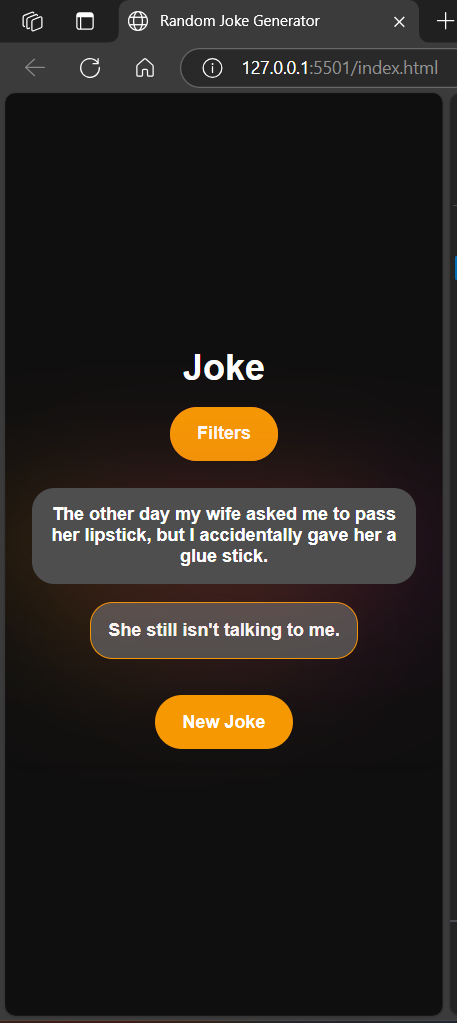 Random Joke Generator
127.0.0.1:5501/index.html
Joke
Filters
The other day my wife asked me to pass
her lipstick, but I accidentally gave her a
glue stick.
She still isn't talking to me.
New Joke